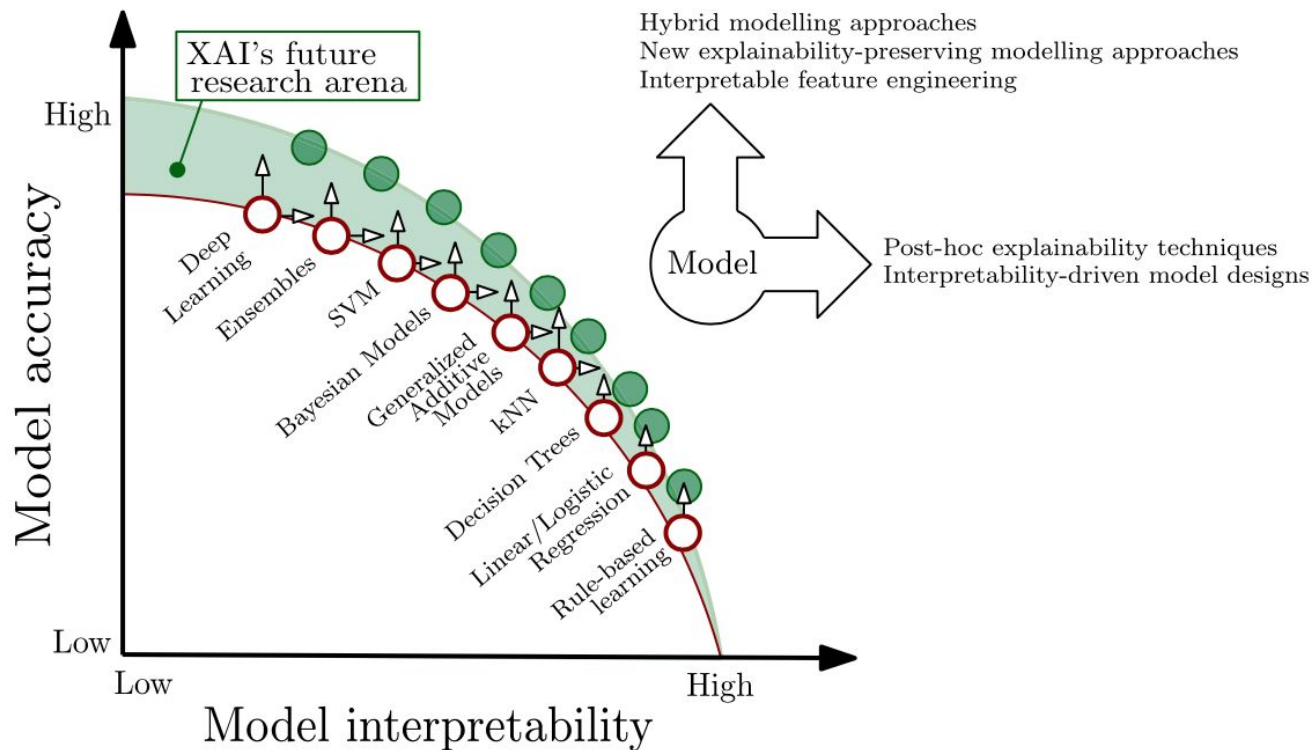 XAI's future
research arena
High
Model accuracy
Low
Low
High
Model interpretability
Deep
Learning
Ensembles
SVM
Bayesian Models
Generalized
Additive
Models
kNN
Decision Trees
Linear/Logistic
Regression
Rule-based
learning
Hybrid modelling approaches
New explainability-preserving modelling approaches
Interpretable feature engineering
Model
Post-hoc explainability techniques
Interpretability-driven model designs